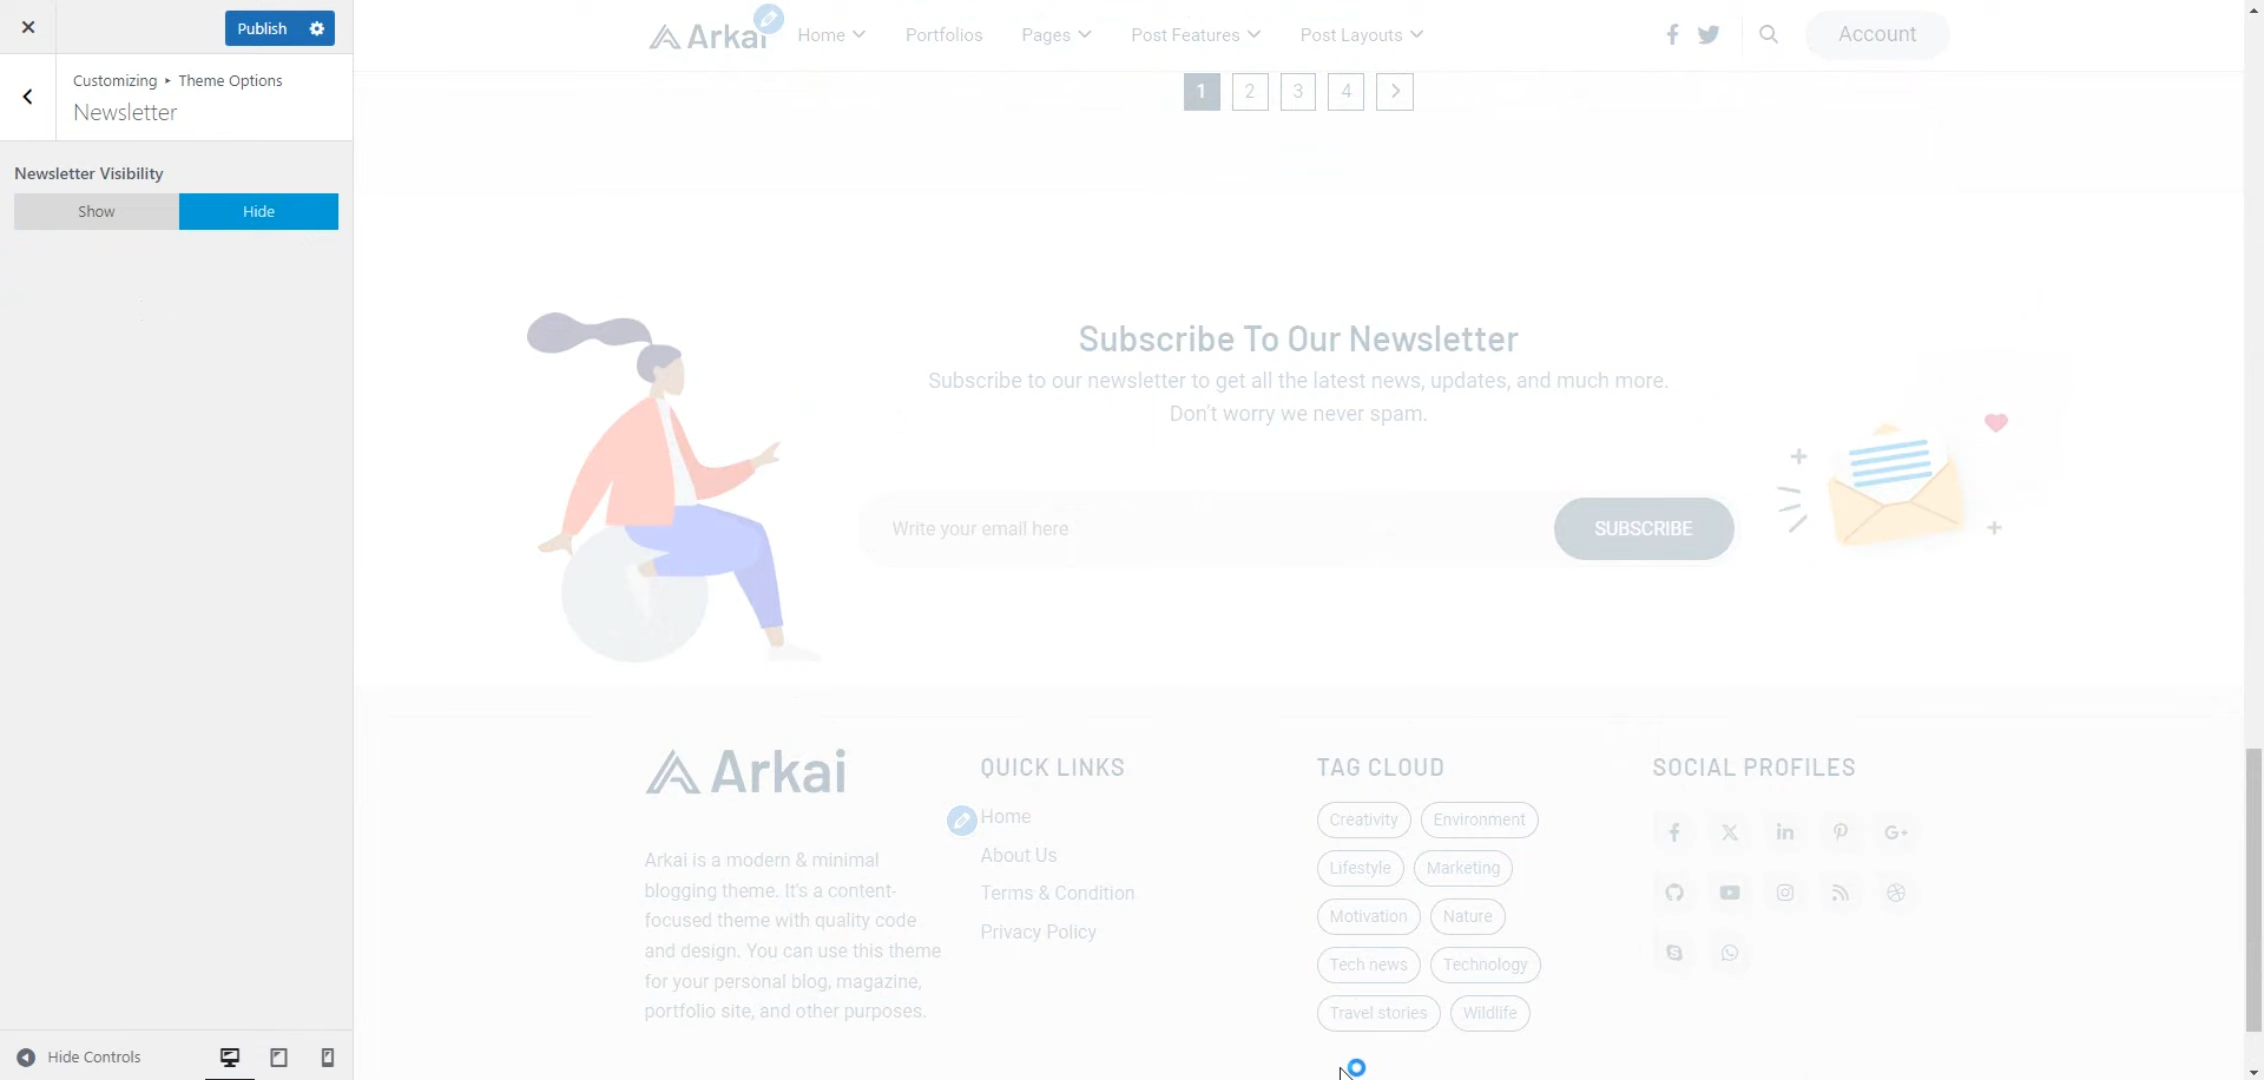 Publish
Customizing ▸ Theme Options
Newsletter
Newsletter Visibility
Show
Hide
Hide Controls
Arkai
Home
Portfolios
Pages
Post Features
Post Layouts
Account
1
2
3
4
Subscribe To Our Newsletter
Subscribe to our newsletter to get all the latest news, updates, and much more.
Don't worry we never spam.
Write your email here
SUBSCRIBE
Arkai
Arkai is a modern & minimal
blogging theme. It's a content-
focused theme with quality code
and design. You can use this theme
for your personal blog, magazine,
portfolio site, and other purposes.
QUICK LINKS
Home
About Us
Terms & Condition
Privacy Policy
TAG CLOUD
Creativity
Environment
Lifestyle
Marketing
Motivation
Nature
Tech news
Technology
Travel stories
Wildlife
SOCIAL PROFILES